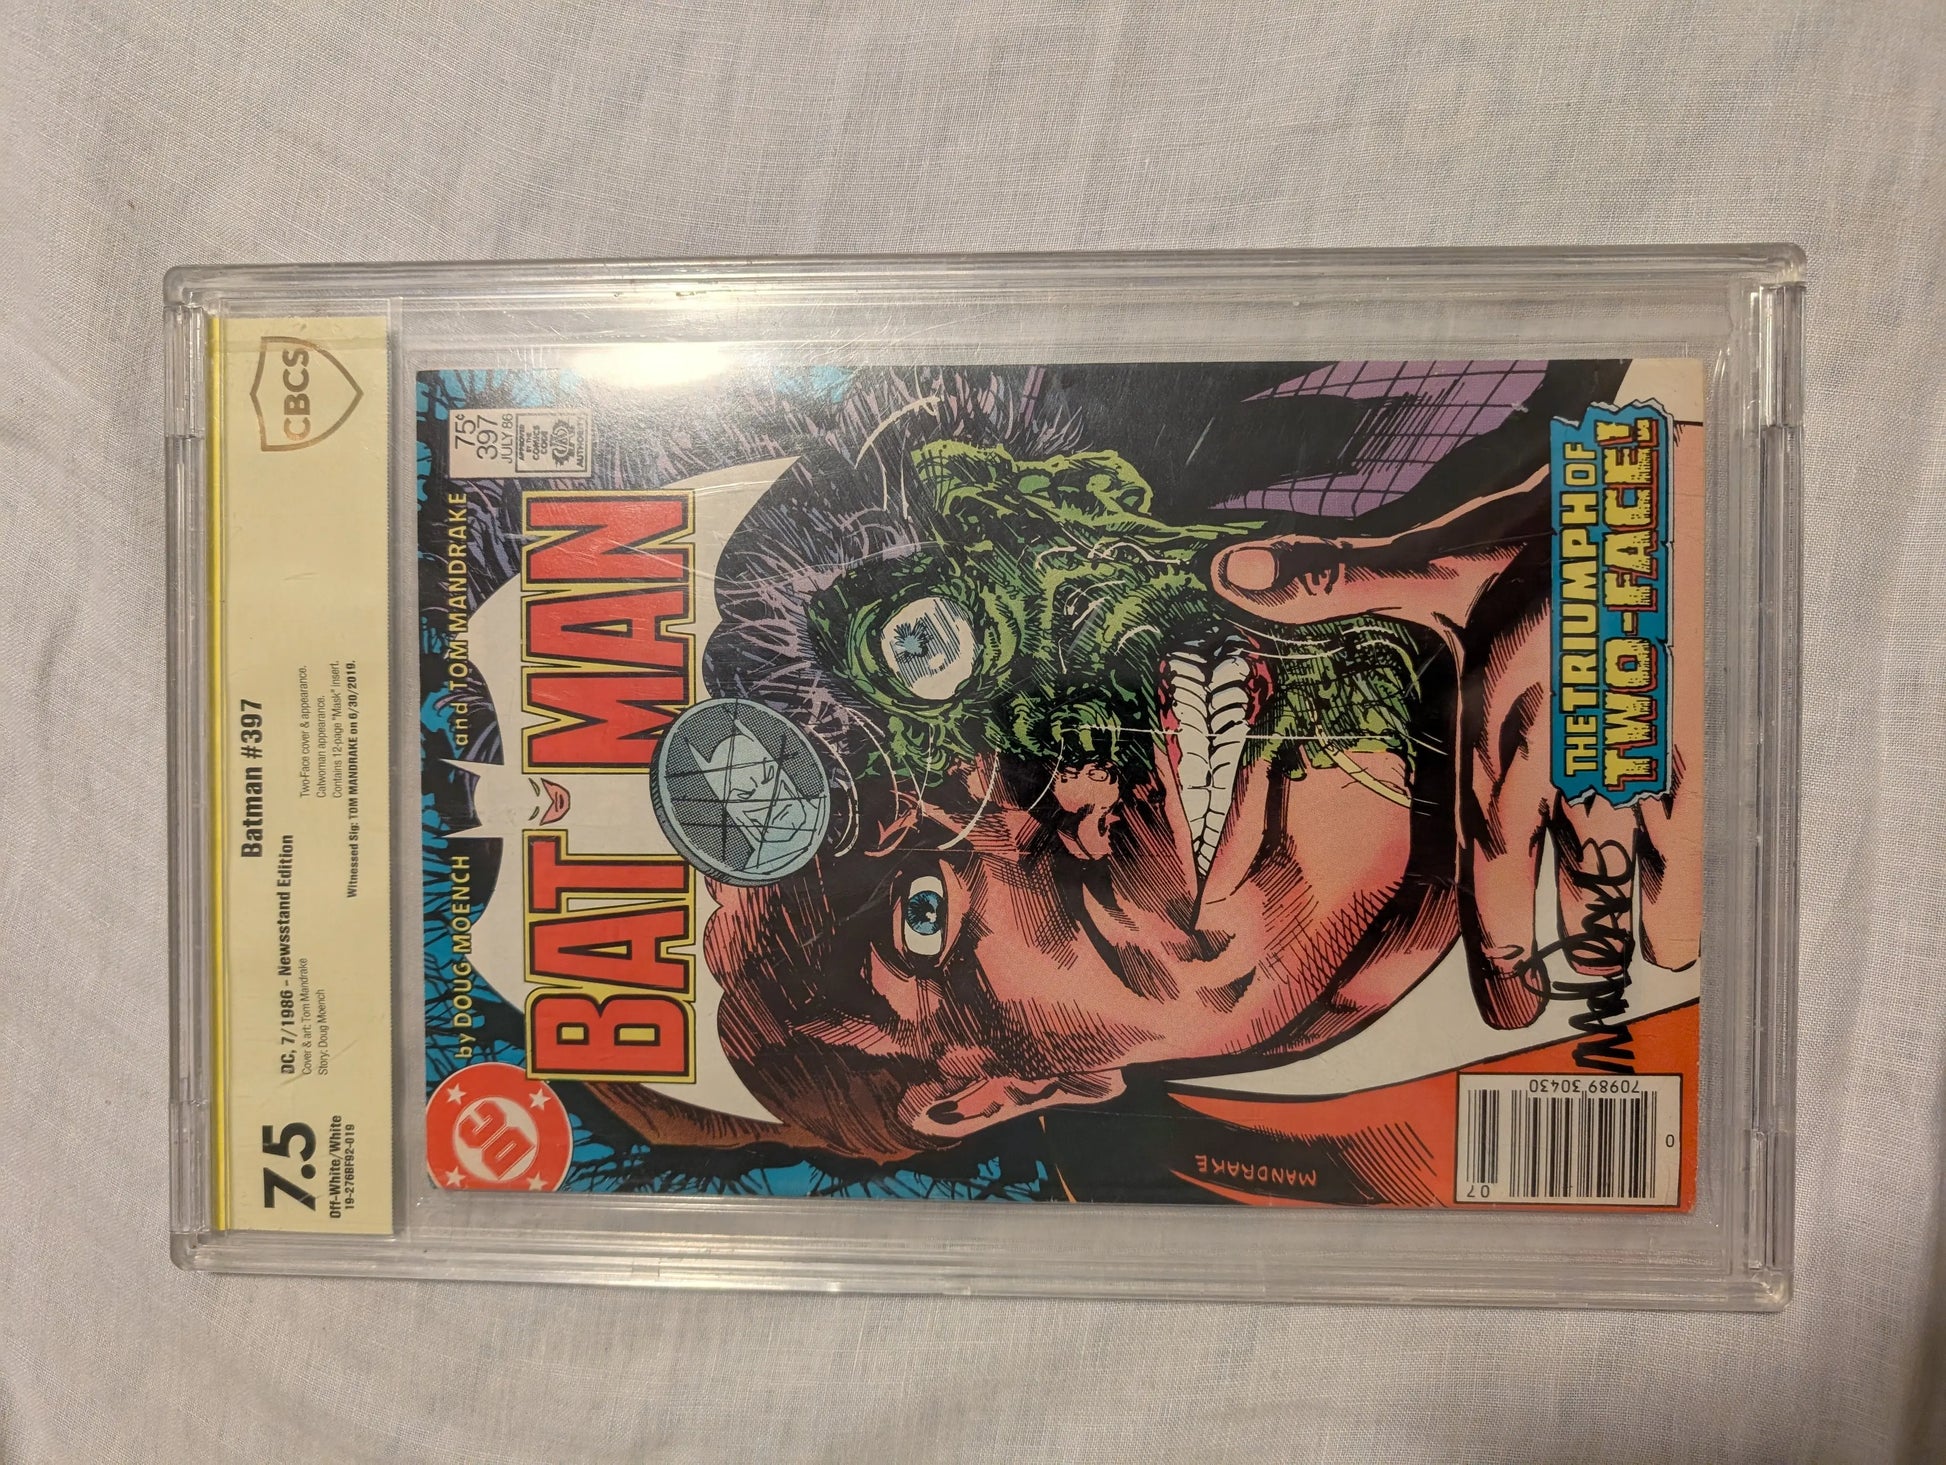 7.5
Off-White/White
19-276BF92-019
Batman #397
DC, 7/1986 - Newsstand Edition
Cover & art: Tom Mandrake
Story: Doug Moench
Two-Face cover & appearance.
Catwoman appearance.
Contains 12-page "Mask" insert.
Witnessed Sig: TOM MANDRAKE on 6/30/2019.
CBCS
DC
by DOUG MOENCH and TOM MANDRAKE
75¢
397
JULY 86
APPROVED
BY THE
COMICS
CODE
AUTHORITY
BATMAN
MANDRAKE
THE TRIUMPH OF
TWO-FACE!
07
70989 30430
0
Mandrake